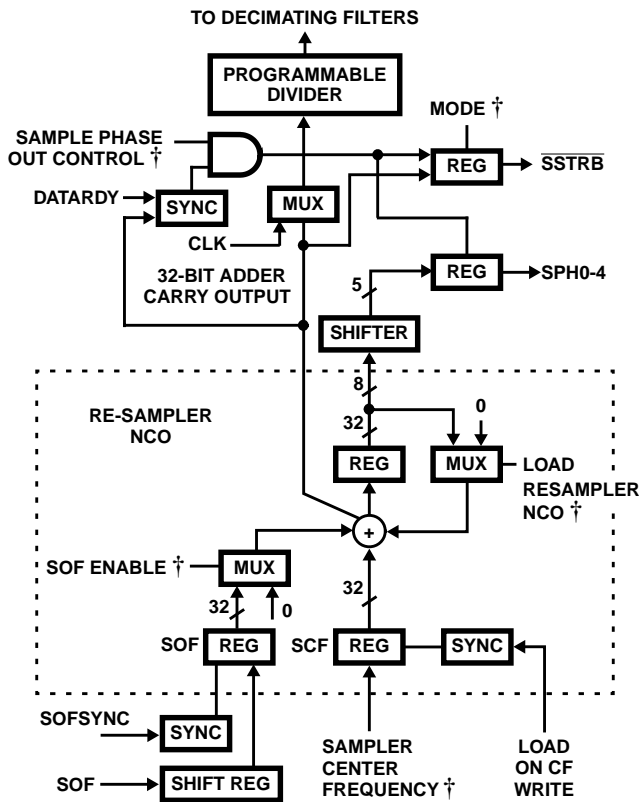 TO DECIMATING FILTERS
PROGRAMMABLE
DIVIDER
MODE †
SAMPLE PHASE
OUT CONTROL †
REG
SSTRB
DATARDY
SYNC
MUX
CLK
32-BIT ADDER
CARRY OUTPUT
REG
SPH0-4
5
SHIFTER
8
RE-SAMPLER
NCO
32
0
REG
MUX
LOAD
RESAMPLER
NCO †
+
SOF ENABLE †
MUX
32
0
32
SOF
REG
SCF
REG
SYNC
SOFSYNC
SYNC
SAMPLER
CENTER
FREQUENCY †
LOAD
ON CF
WRITE
SOF
SHIFT REG